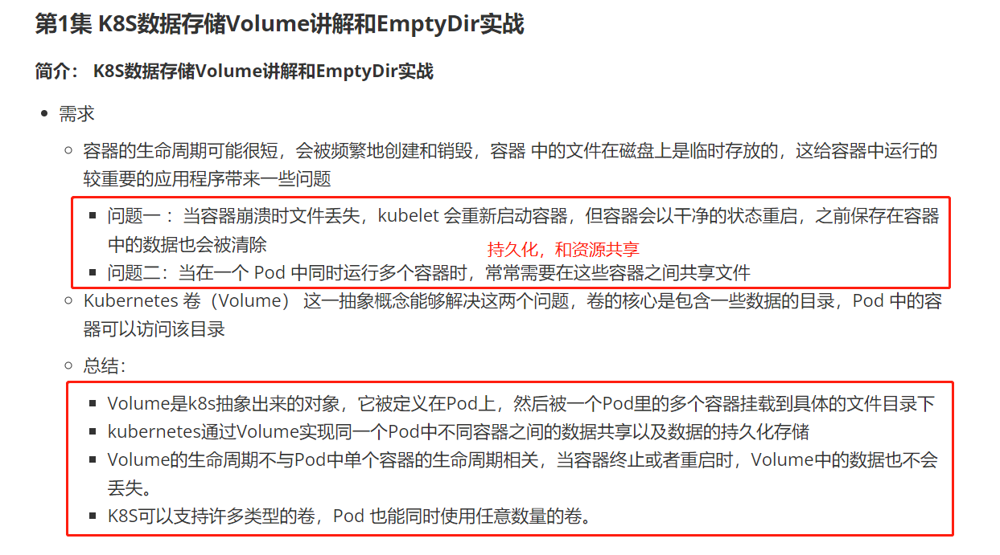 第1集 K8S数据存储Volume讲解和EmptyDir实战
简介： K8S数据存储Volume讲解和EmptyDir实战
需求
容器的生命周期可能很短，会被频繁地创建和销毁，容器 中的文件在磁盘上是临时存放的，这给容器中运行的
较重要的应用程序带来一些问题
问题一 ：当容器崩溃时文件丢失，kubelet 会重新启动容器，但容器会以干净的状态重启，之前保存在容器
中的数据也会被清除
持久化，和资源共享
问题二：当在一个 Pod 中同时运行多个容器时，常常需要在这些容器之间共享文件
Kubernetes 卷（Volume） 这一抽象概念能够解决这两个问题，卷的核心是包含一些数据的目录，Pod 中的容
器可以访问该目录
总结：
Volume是k8s抽象出来的对象，它被定义在Pod上，然后被一个Pod里的多个容器挂载到具体的文件目录下
kubernetes通过Volume实现同一个Pod中不同容器之间的数据共享以及数据的持久化存储
Volume的生命周期不与Pod中单个容器的生命周期相关，当容器终止或者重启时，Volume中的数据也不会
丢失。
K8S可以支持许多类型的卷，Pod 也能同时使用任意数量的卷。